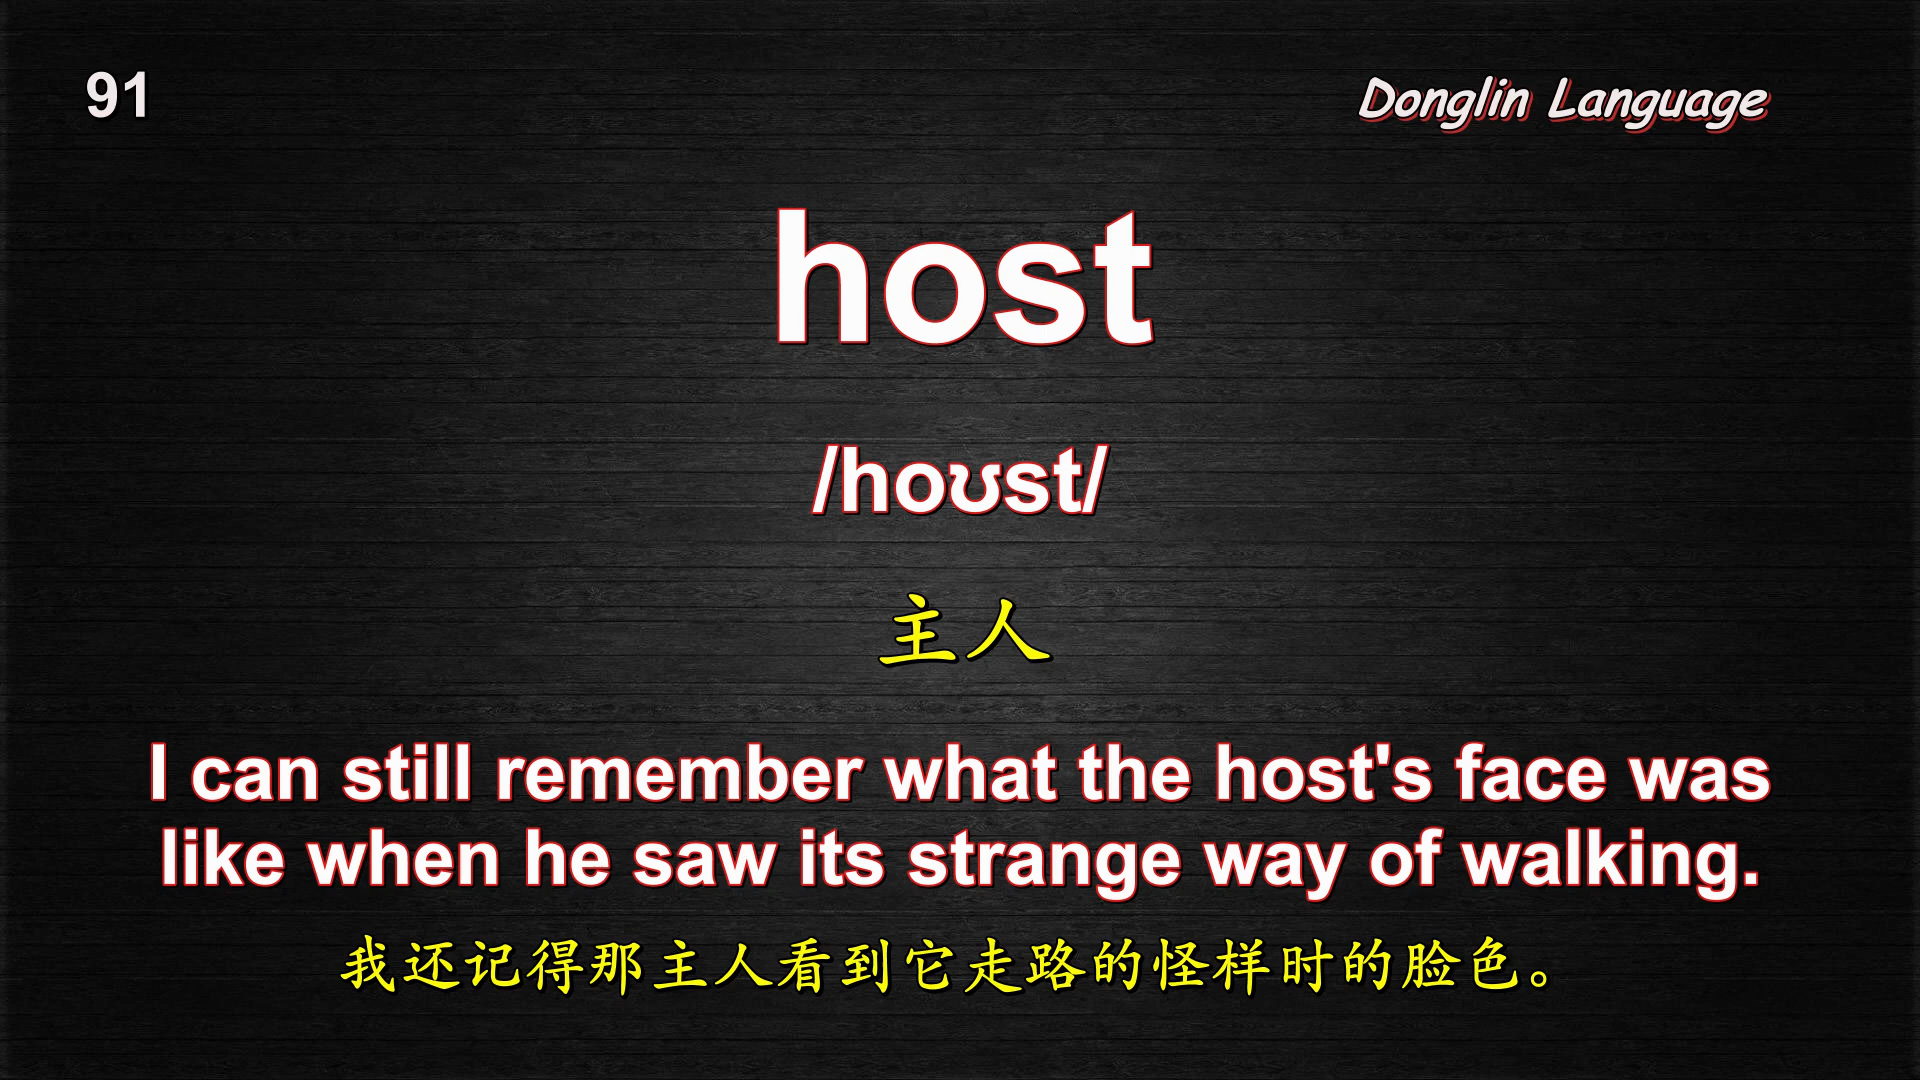 91
Donglin Language
host
/hoʊst/
主人
I can still remember what the host's face was
like when he saw its strange way of walking.
我还记得那主人看到它走路的怪样时的脸色。